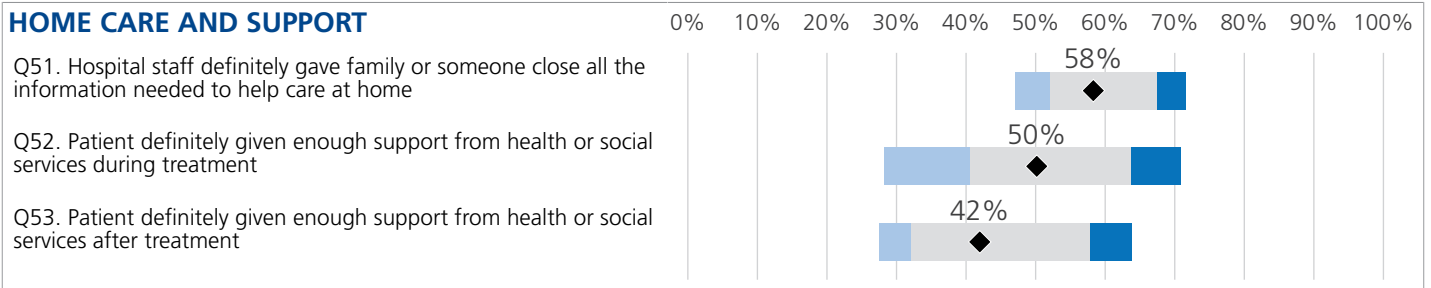 HOME CARE AND SUPPORT
0% 10% 20% 30% 40% 50% 60% 70% 80% 90% 100%
Q51. Hospital staff definitely gave family or someone close all the
information needed to help care at home
58%
Q52. Patient definitely given enough support from health or social
services during treatment
50%
Q53. Patient definitely given enough support from health or social
services after treatment
42%